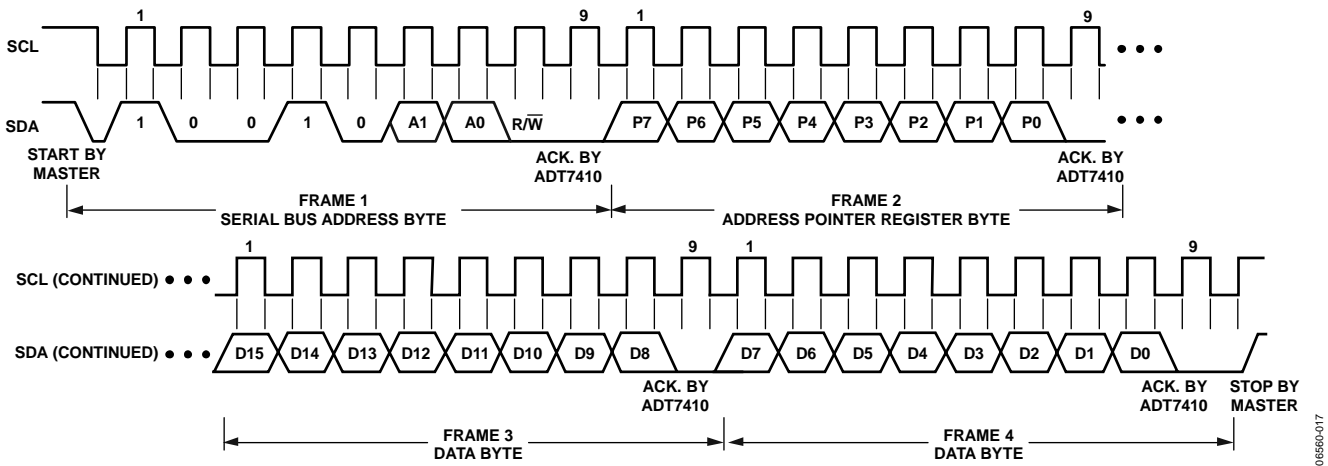 1 9 1 9
SCL
SDA 1 0 0 1 0 A1 A0 R/W̅ P7 P6 P5 P4 P3 P2 P1 P0
START BY MASTER
ACK. BY ADT7410
ACK. BY ADT7410
FRAME 1
SERIAL BUS ADDRESS BYTE
FRAME 2
ADDRESS POINTER REGISTER BYTE
1 9 1 9
SCL (CONTINUED)
SDA (CONTINUED) D15 D14 D13 D12 D11 D10 D9 D8 D7 D6 D5 D4 D3 D2 D1 D0
ACK. BY ADT7410
ACK. BY ADT7410
STOP BY MASTER
FRAME 3
DATA BYTE
FRAME 4
DATA BYTE
06560-017